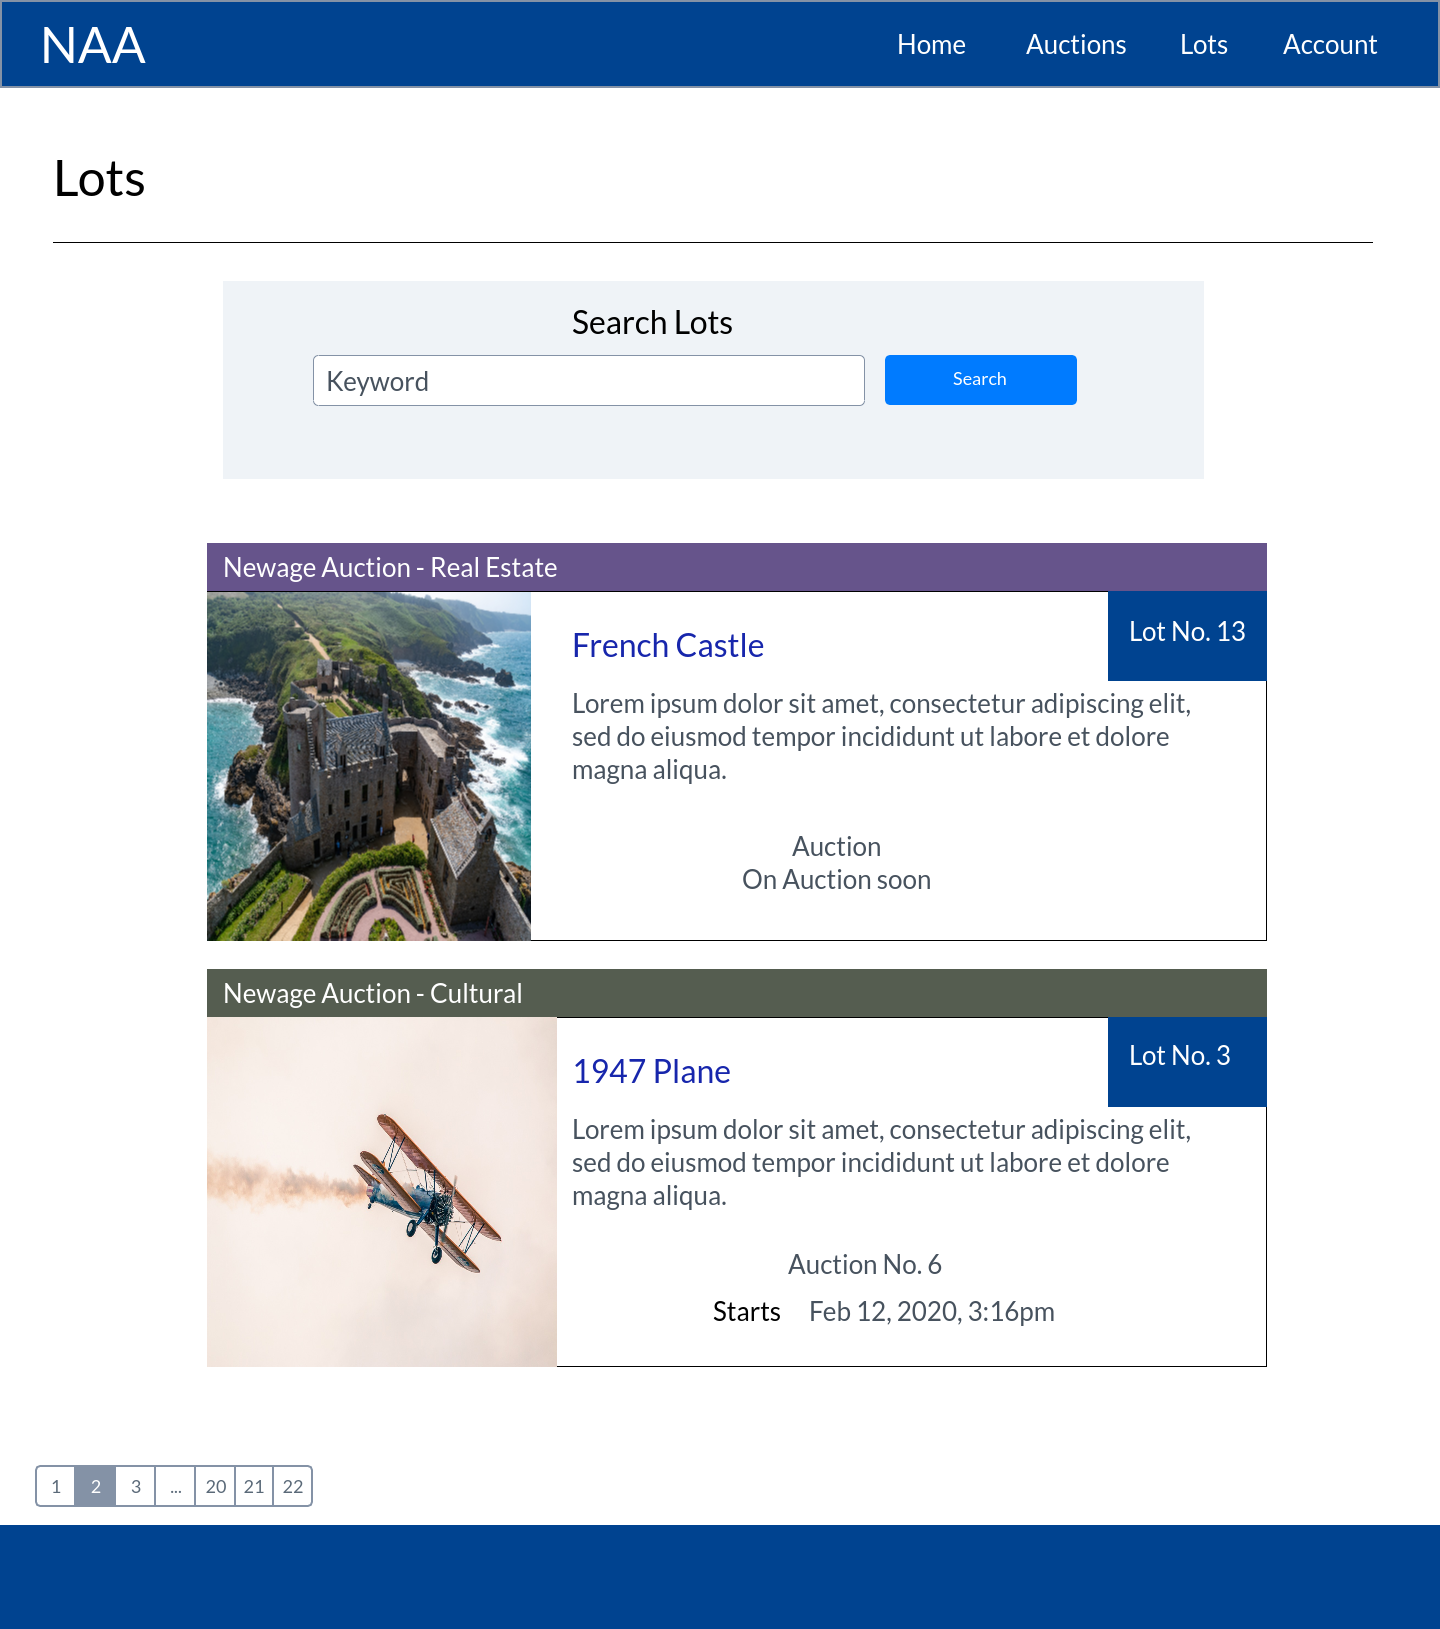 NAA
Home Auctions Lots Account
Lots
Search Lots
Keyword
Search
Newage Auction - Real Estate
French Castle
Lot No. 13
Lorem ipsum dolor sit amet, consectetur adipiscing elit,
sed do eiusmod tempor incididunt ut labore et dolore
magna aliqua.
Auction
On Auction soon
Newage Auction - Cultural
1947 Plane
Lot No. 3
Lorem ipsum dolor sit amet, consectetur adipiscing elit,
sed do eiusmod tempor incididunt ut labore et dolore
magna aliqua.
Auction No. 6
Starts Feb 12, 2020, 3:16pm
1 2 3 ... 20 21 22